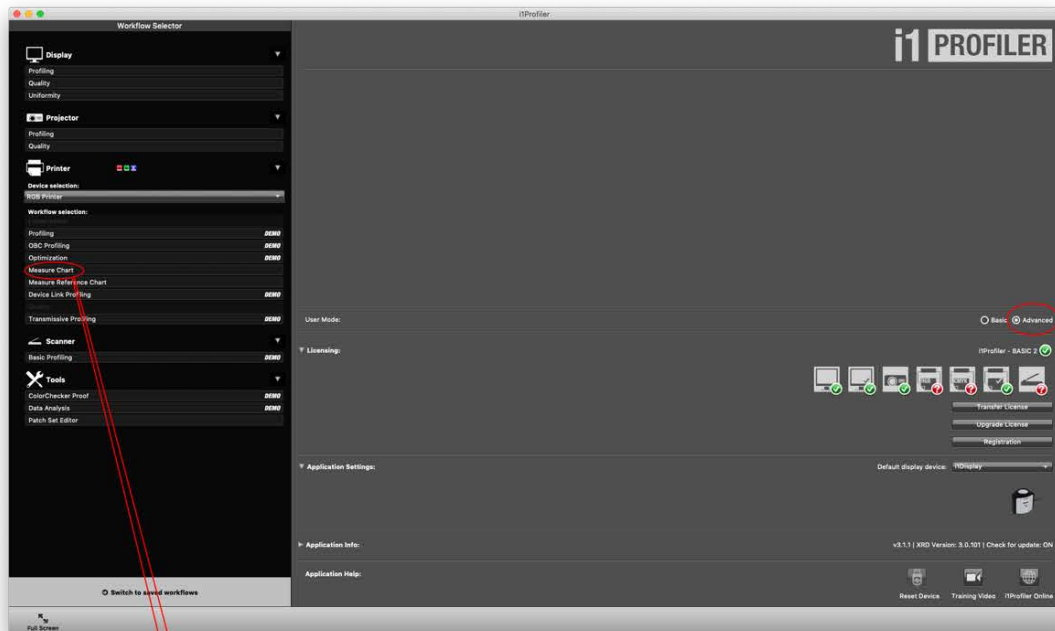 i1Profiler
Workflow Selector
Display
Profiling
Quality
Uniformity
Projector
Profiling
Quality
Printer
Device selection:
RGB Printer
Workflow selection:
Profiling DEMO
OBC Profiling DEMO
Optimization DEMO
Measure Chart
Measure Reference Chart
Device Link Profiling DEMO
Transmissive Profiling DEMO
Scanner
Basic Profiling DEMO
Tools
ColorChecker Proof DEMO
Data Analysis DEMO
Patch Set Editor
Switch to saved workflows
Full Screen
i1 PROFILER
User Mode: Basic Advanced
Licensing: i1Profiler - BASIC 2
Transfer License
Upgrade License
Registration
Application Settings: Default display device: i1Display
Application Info: v3.1.1 | XRD Version: 3.0.101 | Check for update: ON
Application Help:
Reset Device Training Video i1Profiler Online